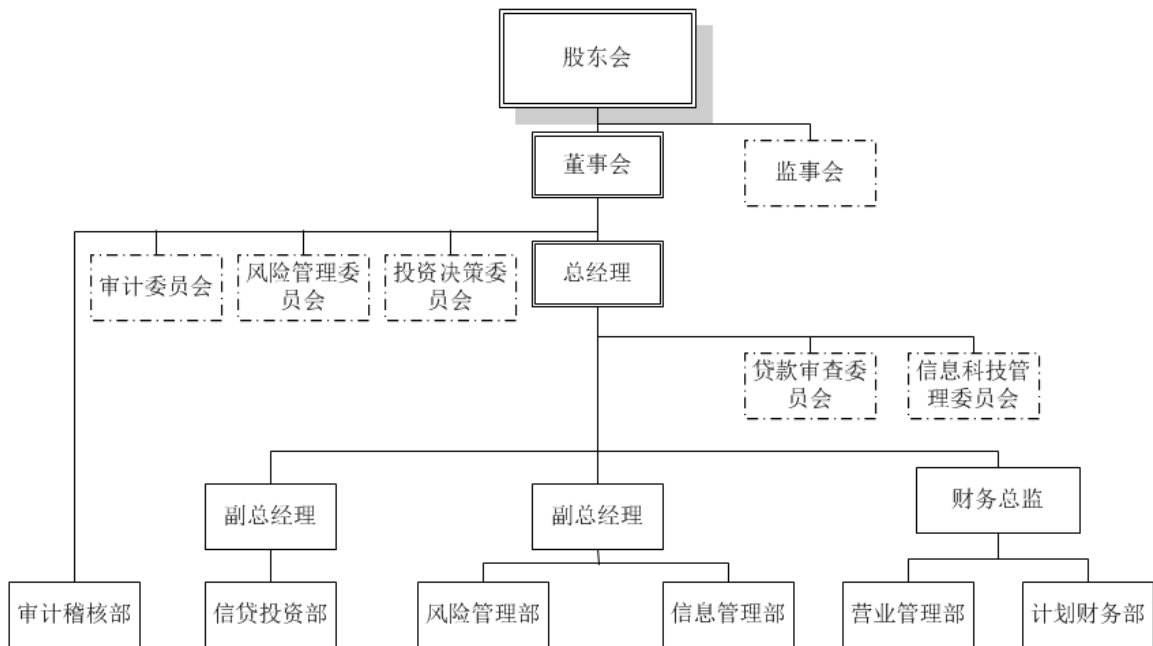 股东会
董事会
监事会
审计委员会
风险管理委
员会
投资决策委
员会
总经理
贷款审查委
员会
信息科技管
理委员会
副总经理
副总经理
财务总监
审计稽核部
信贷投资部
风险管理部
信息管理部
营业管理部
计划财务部